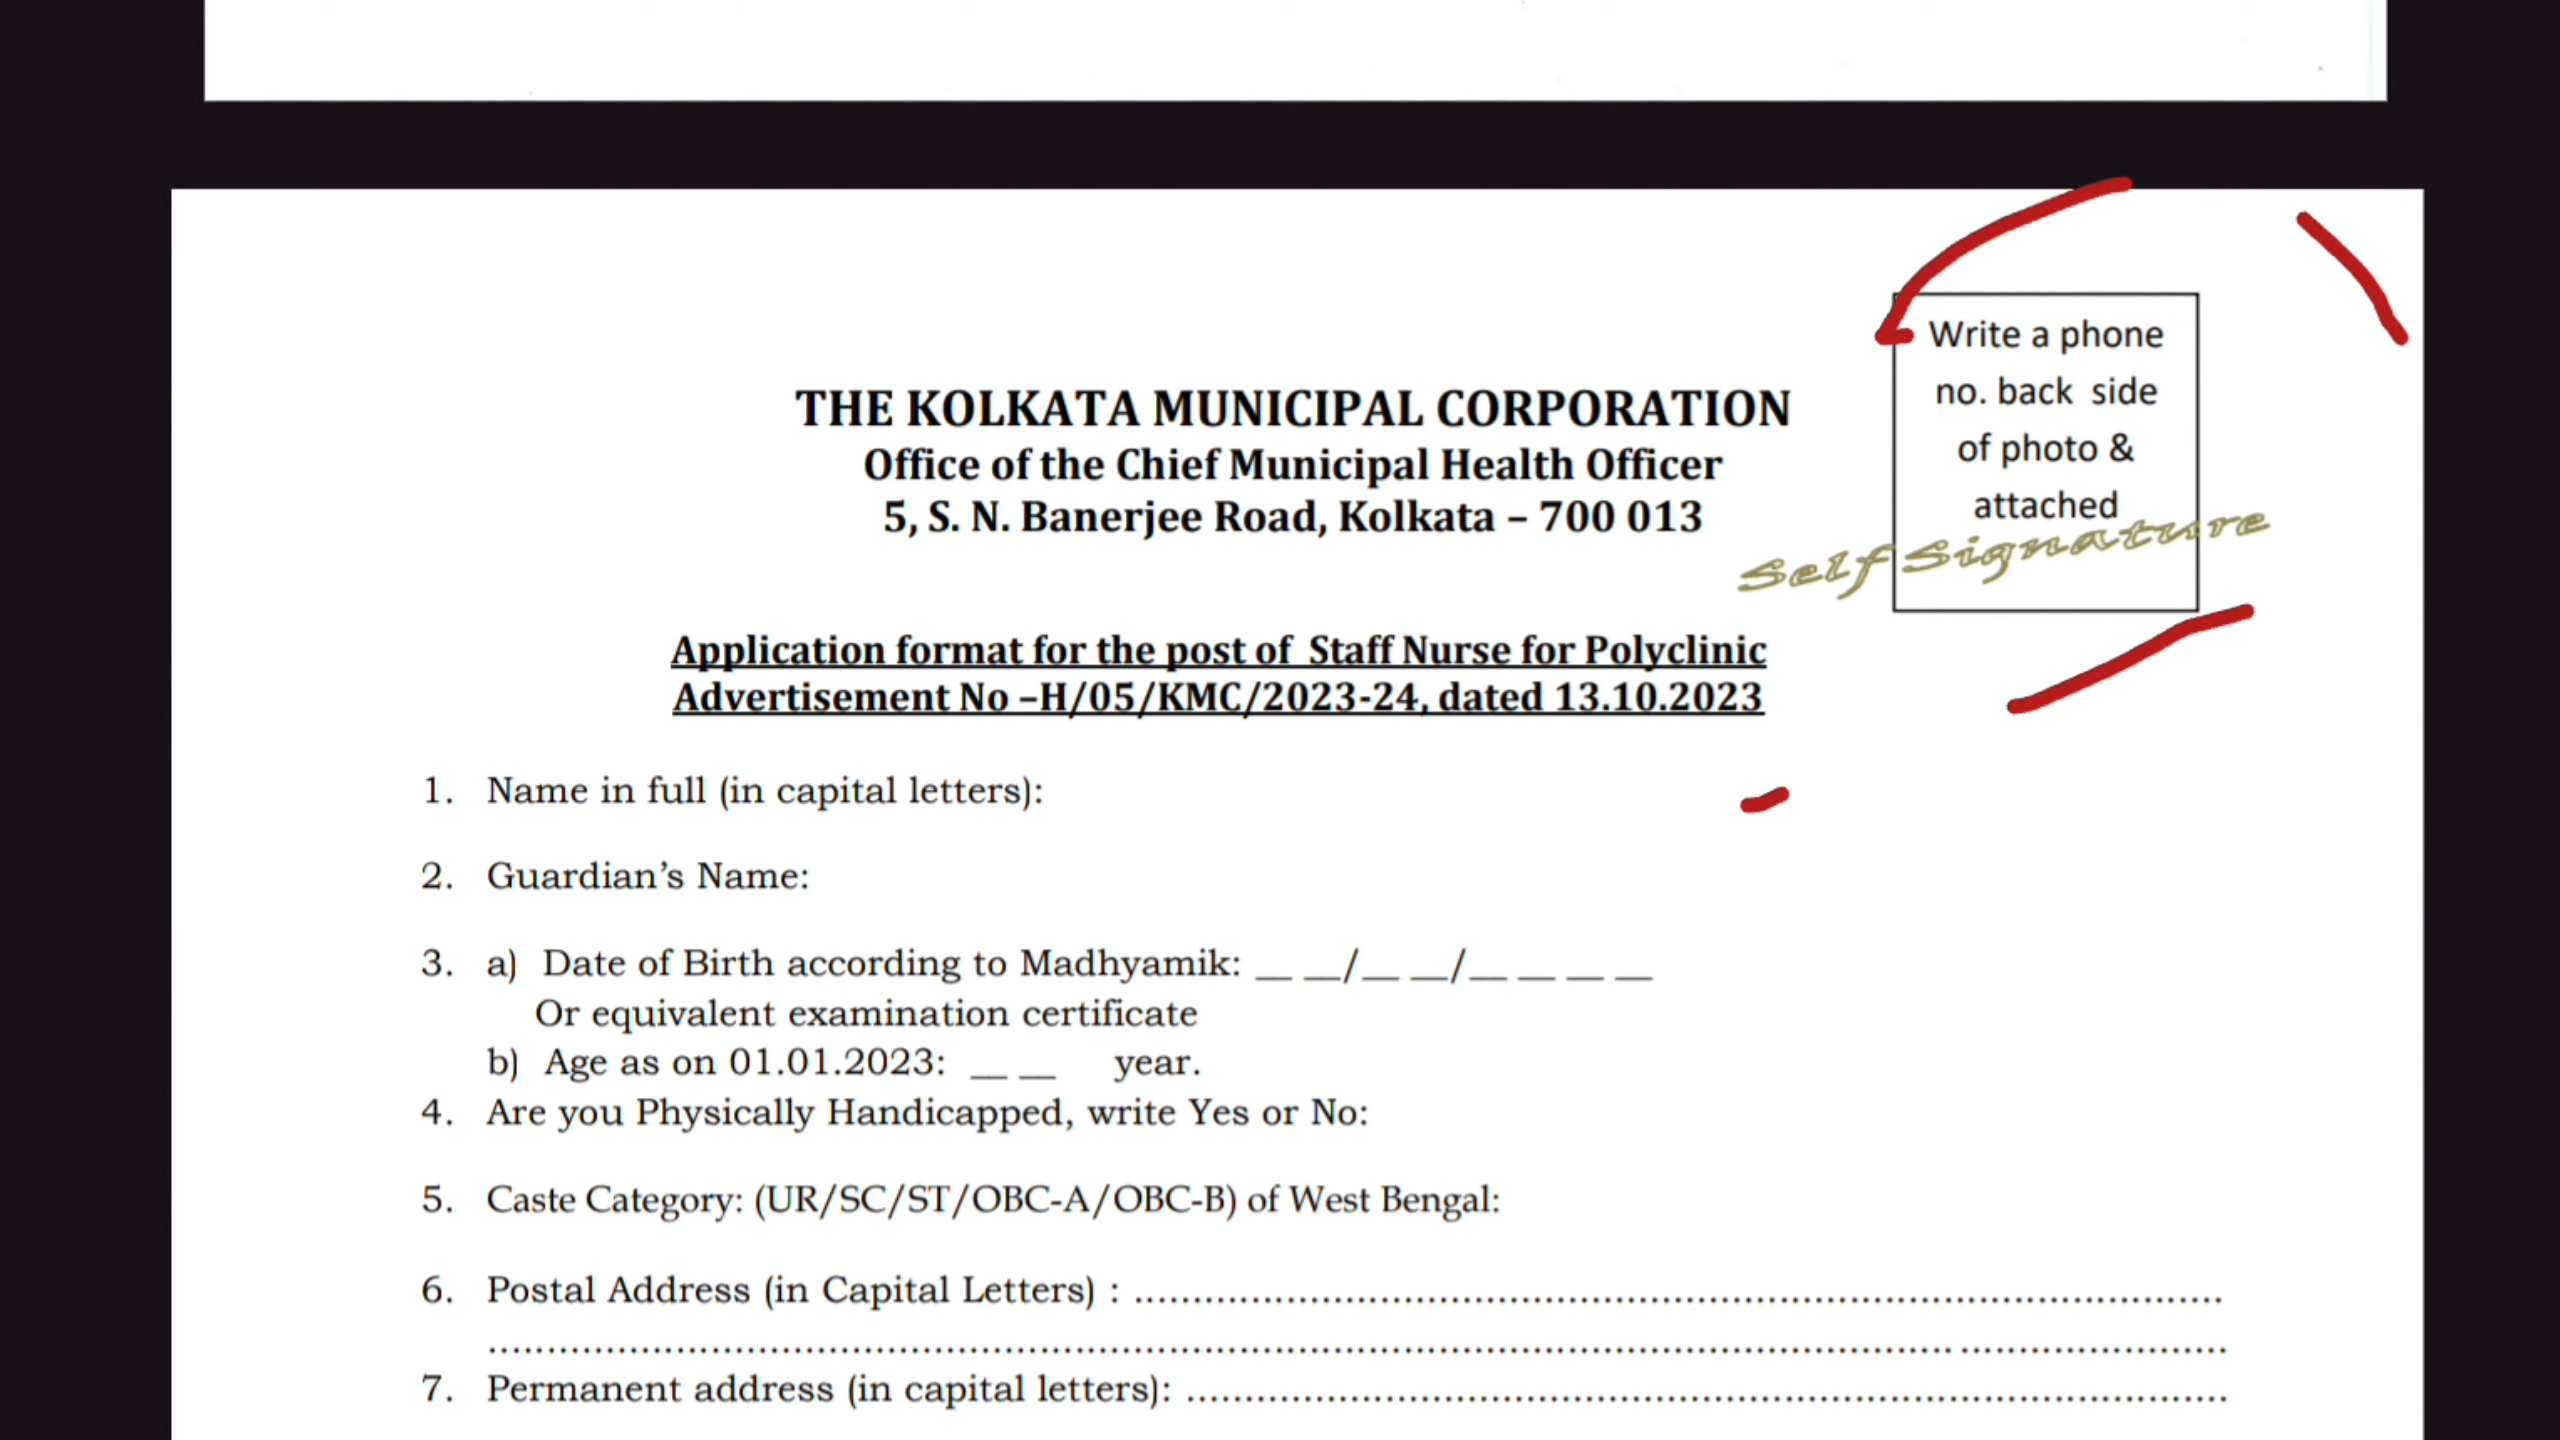 Write a phone
no. back side
of photo &
attached
Self Signature
THE KOLKATA MUNICIPAL CORPORATION
Office of the Chief Municipal Health Officer
5, S. N. Banerjee Road, Kolkata – 700 013
Application format for the post of Staff Nurse for Polyclinic
Advertisement No –H/05/KMC/2023-24, dated 13.10.2023
1. Name in full (in capital letters):
2. Guardian’s Name:
3. a) Date of Birth according to Madhyamik: __ __/__ __/__ __ __ __
Or equivalent examination certificate
b) Age as on 01.01.2023: __ __ year.
4. Are you Physically Handicapped, write Yes or No:
5. Caste Category: (UR/SC/ST/OBC-A/OBC-B) of West Bengal:
6. Postal Address (in Capital Letters) : ....................................................................................
....................................................................................................................................
7. Permanent address (in capital letters): ................................................................................